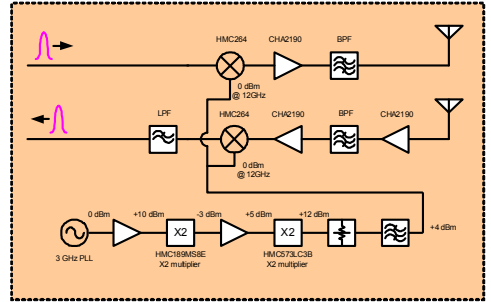 HMC264
CHA2190
BPF
0 dBm
@ 12GHz
LPF
HMC264
CHA2190
BPF
CHA2190
0 dBm
@ 12GHz
0 dBm
+10 dBm
-3 dBm
+5 dBm
+12 dBm
+4 dBm
X2
X2
3 GHz PLL
HMC189MS8E
X2 multiplier
HMC573LC3B
X2 multiplier